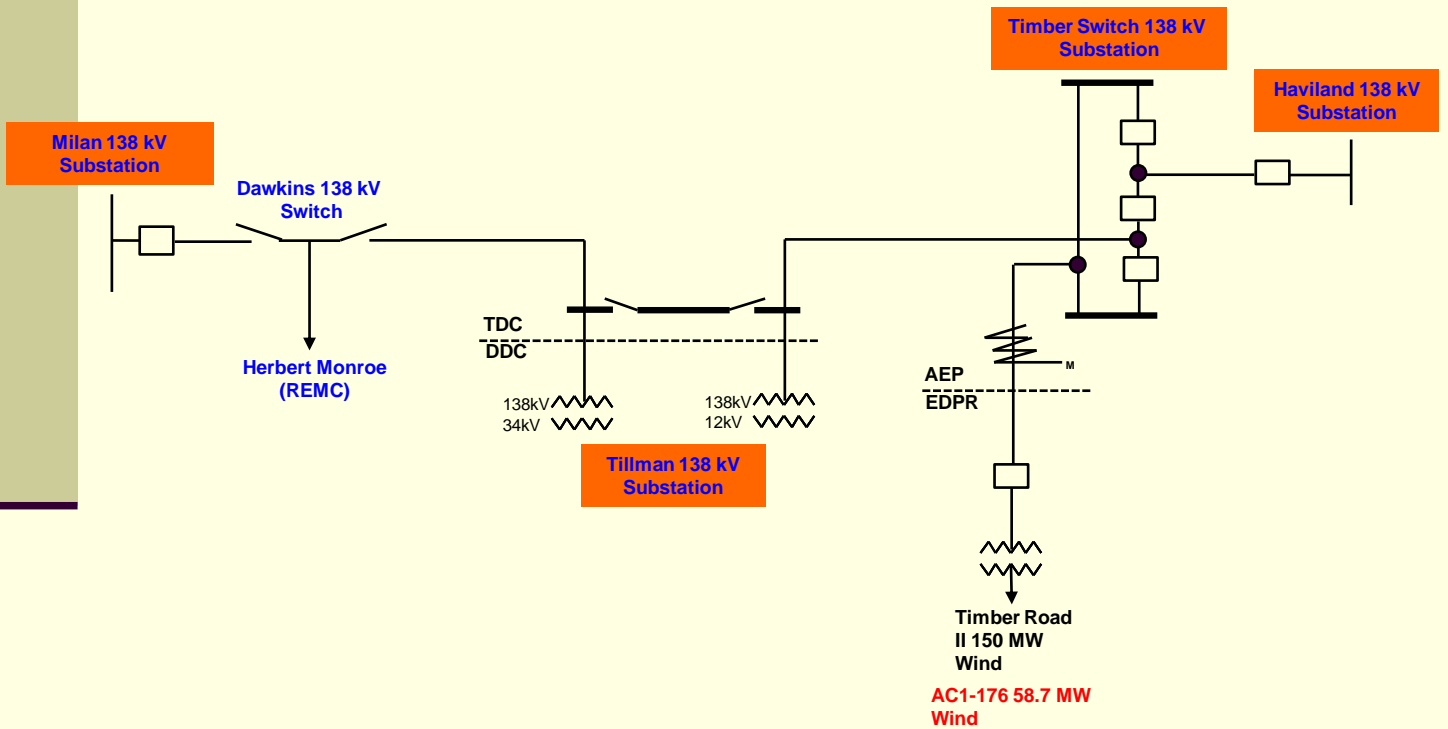 Timber Switch 138 kV
Substation
Haviland 138 kV
Substation
Milan 138 kV
Substation
Dawkins 138 kV
Switch
Herbert Monroe
(REMC)
TDC
DDC
138kV
34kV
138kV
12kV
Tillman 138 kV
Substation
M
AEP
EDPR
Timber Road
II 150 MW
Wind
AC1-176 58.7 MW
Wind